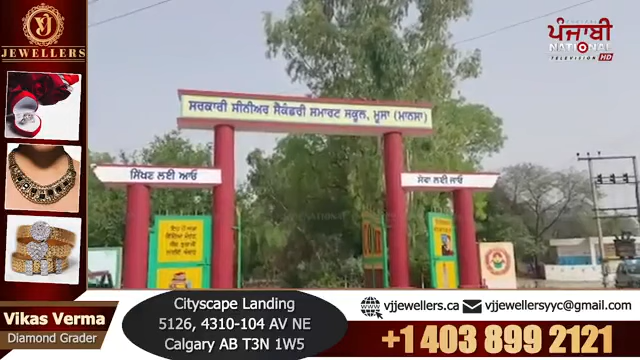 VJ
JEWELLERS
ਪੰਜਾਬੀ
NATIONAL
TELEVISION HD
ਸਰਕਾਰੀ ਸੀਨੀਅਰ ਸੈਕੰਡਰੀ ਸਮਾਰਟ ਸਕੂਲ, ਮੂਸਾ (ਮਾਨਸਾ)
ਸਿੱਖਣ ਲਈ ਆਓ
ਸੇਵਾ ਲਈ ਜਾਓ
Vikas Verma
Diamond Grader
Cityscape Landing
5126, 4310-104 AV NE
Calgary AB T3N 1W5
vjjewellers.ca vjjewellersyyc@gmail.com
+1 403 899 2121